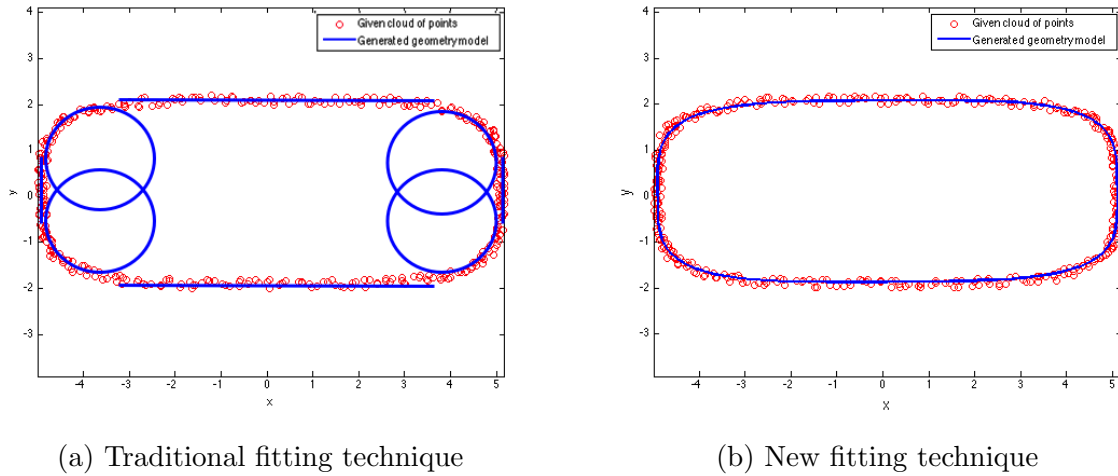 Given cloud of points
Generated geometry model
4
3
2
1
0
-1
-2
-3
y
-4 -3 -2 -1 0 1 2 3 4 5
x
(a) Traditional fitting technique
Given cloud of points
Generated geometry model
4
3
2
1
0
-1
-2
-3
y
-4 -3 -2 -1 0 1 2 3 4 5
x
(b) New fitting technique